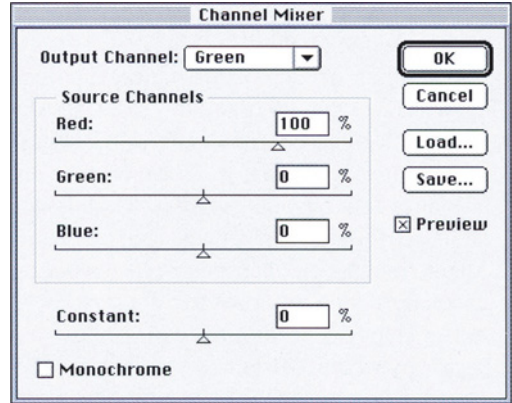 Channel Mixer
Output Channel: Green
OK
Cancel
Load...
Save...
Preview
Source Channels
Red: 100 %
Green: 0 %
Blue: 0 %
Constant: 0 %
Monochrome